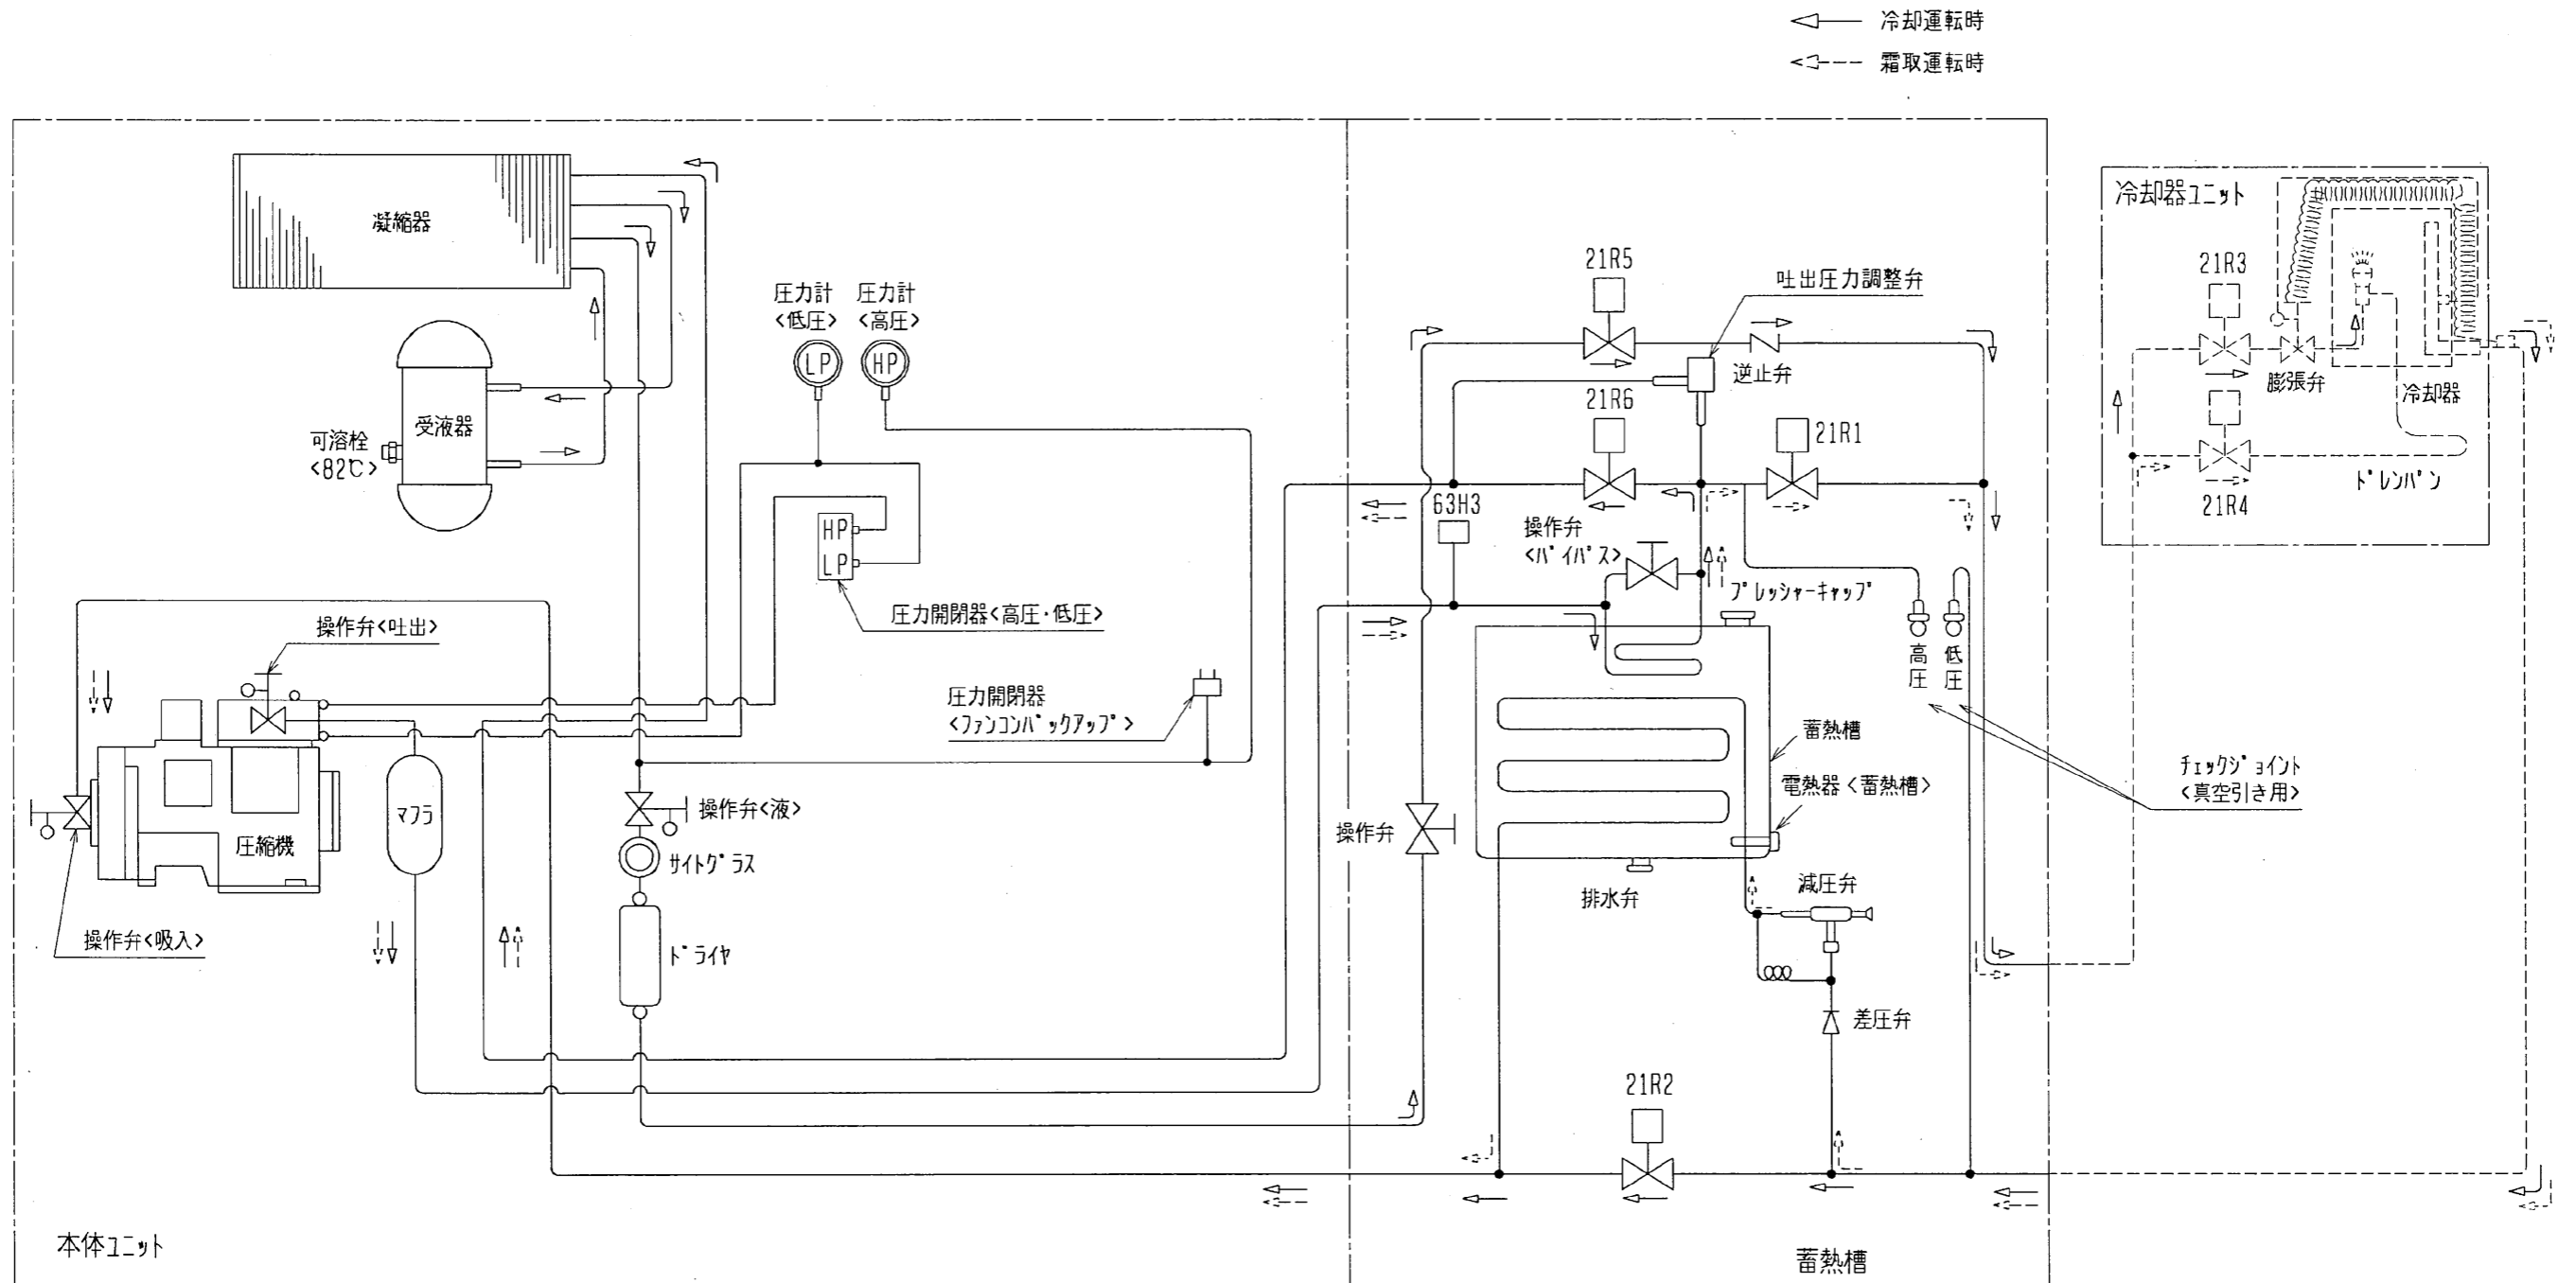 冷却運転時
霜取運転時
凝縮器
受液器
可溶栓
<82℃>
圧力計
<低圧>
圧力計
<高圧>
LP
HP
HP
LP
圧力開閉器<高圧・低圧>
操作弁<吐出>
圧力開閉器
<ファンコンバックアップ>
マフラ
圧縮機
操作弁<吸入>
操作弁<液>
サイトグラス
ドライヤ
本体ユニット
21R5
吐出圧力調整弁
逆止弁
21R6
21R1
63H3
操作弁
<バイパス>
プレッシャーキャップ
高圧
低圧
蓄熱槽
電熱器<蓄熱槽>
操作弁
排水弁
減圧弁
差圧弁
21R2
チェックジョイント
<真空引き用>
蓄熱槽
冷却器ユニット
21R3
膨張弁
冷却器
21R4
ドレンパン